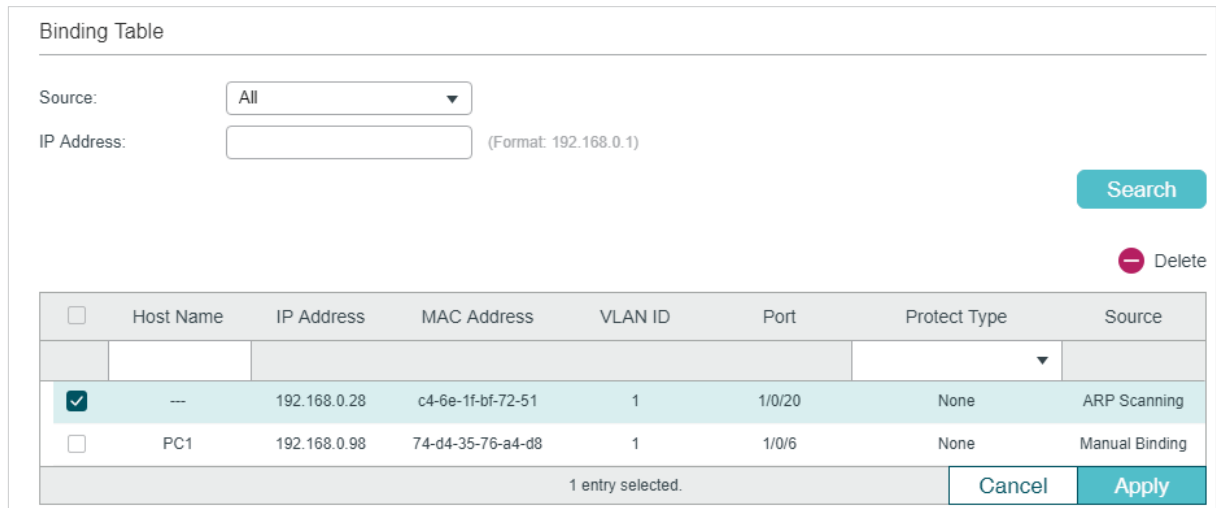 Binding Table
Source: All
IP Address: (Format: 192.168.0.1)
Search
Delete
Host Name IP Address MAC Address VLAN ID Port Protect Type Source
--- 192.168.0.28 c4-6e-1f-bf-72-51 1 1/0/20 None ARP Scanning
PC1 192.168.0.98 74-d4-35-76-a4-d8 1 1/0/6 None Manual Binding
1 entry selected. Cancel Apply